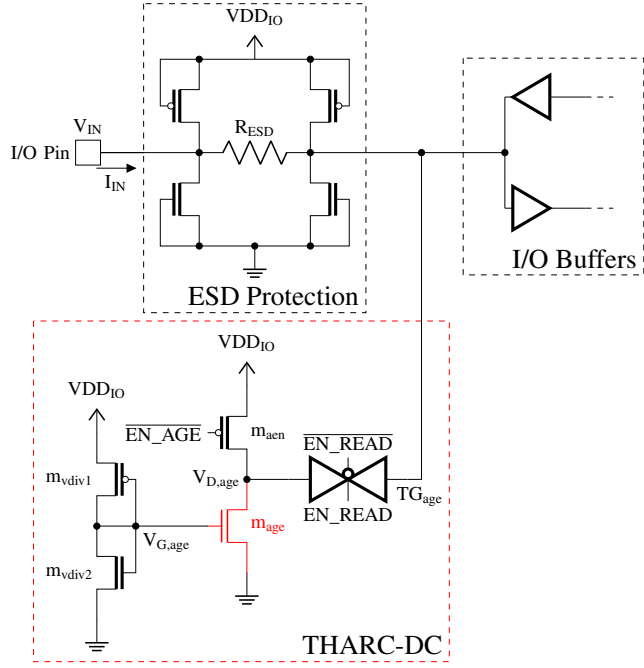 VDD_IO
V_IN
I/O Pin
I_IN
R_ESD
ESD Protection
I/O Buffers
VDD_IO
VDD_IO
EN_AGE
m_aen
EN_READ
m_vdiv1
V_D,age
TG_age
V_G,age
m_age
EN_READ
m_vdiv2
THARC-DC